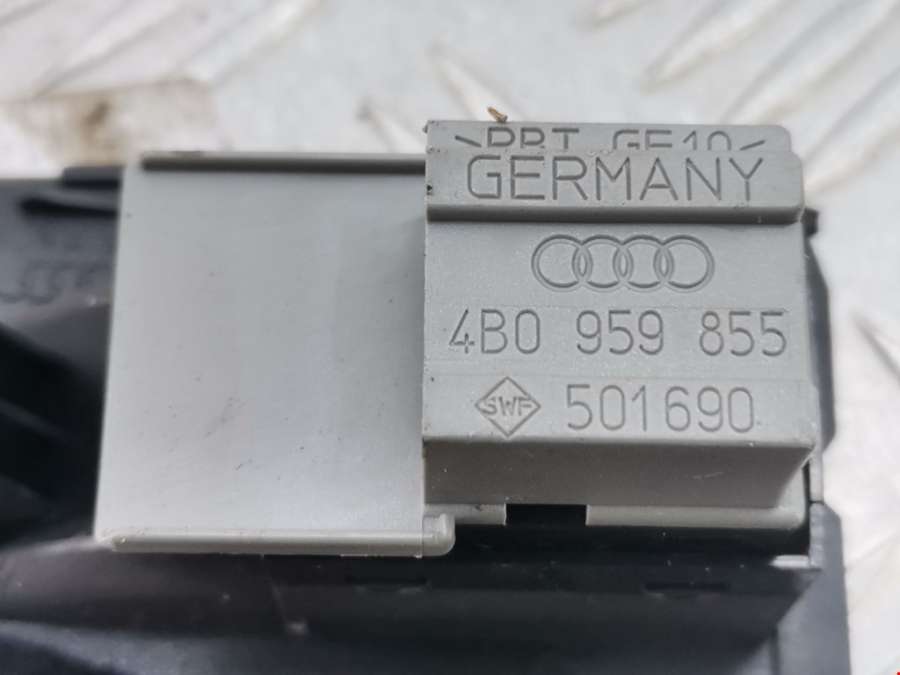 >PBT GF10<
GERMANY
4B0 959 855
SWF 501690